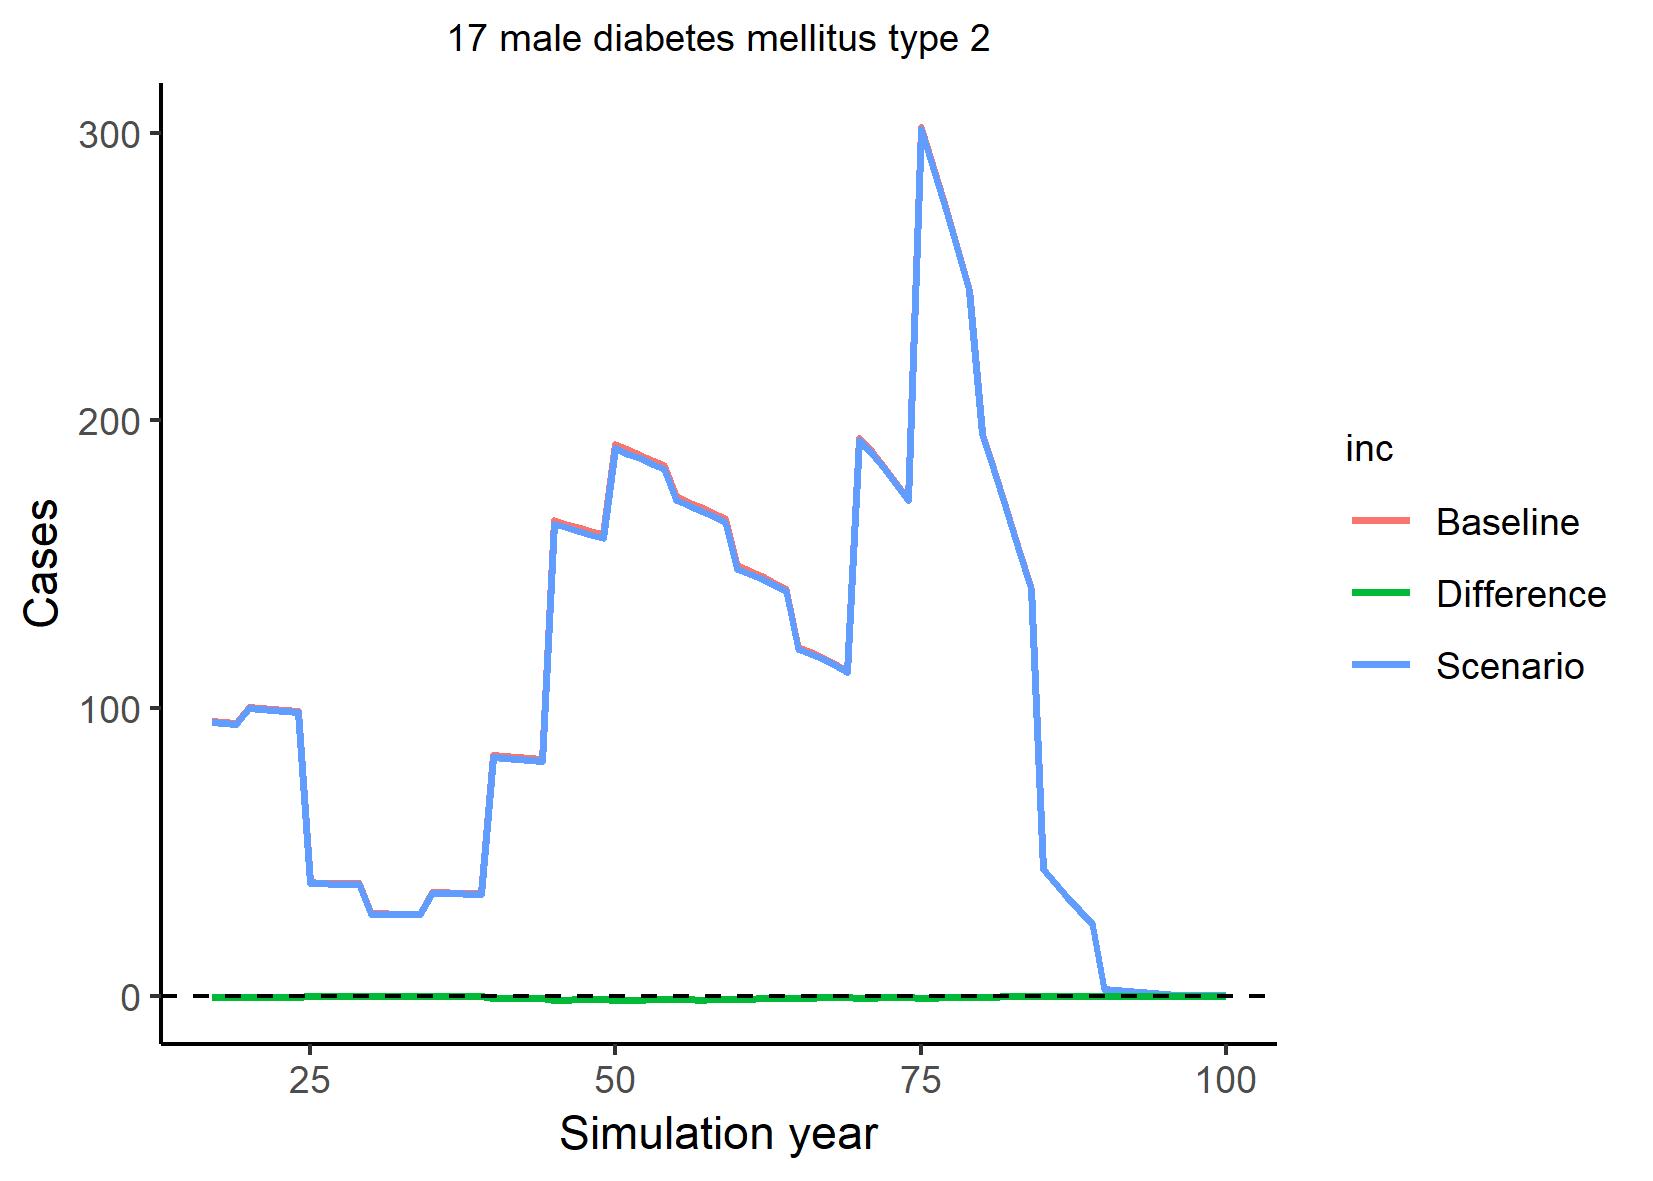 17 male diabetes mellitus type 2
300
200
100
0
Cases
25 50 75 100
Simulation year
inc
Baseline
Difference
Scenario